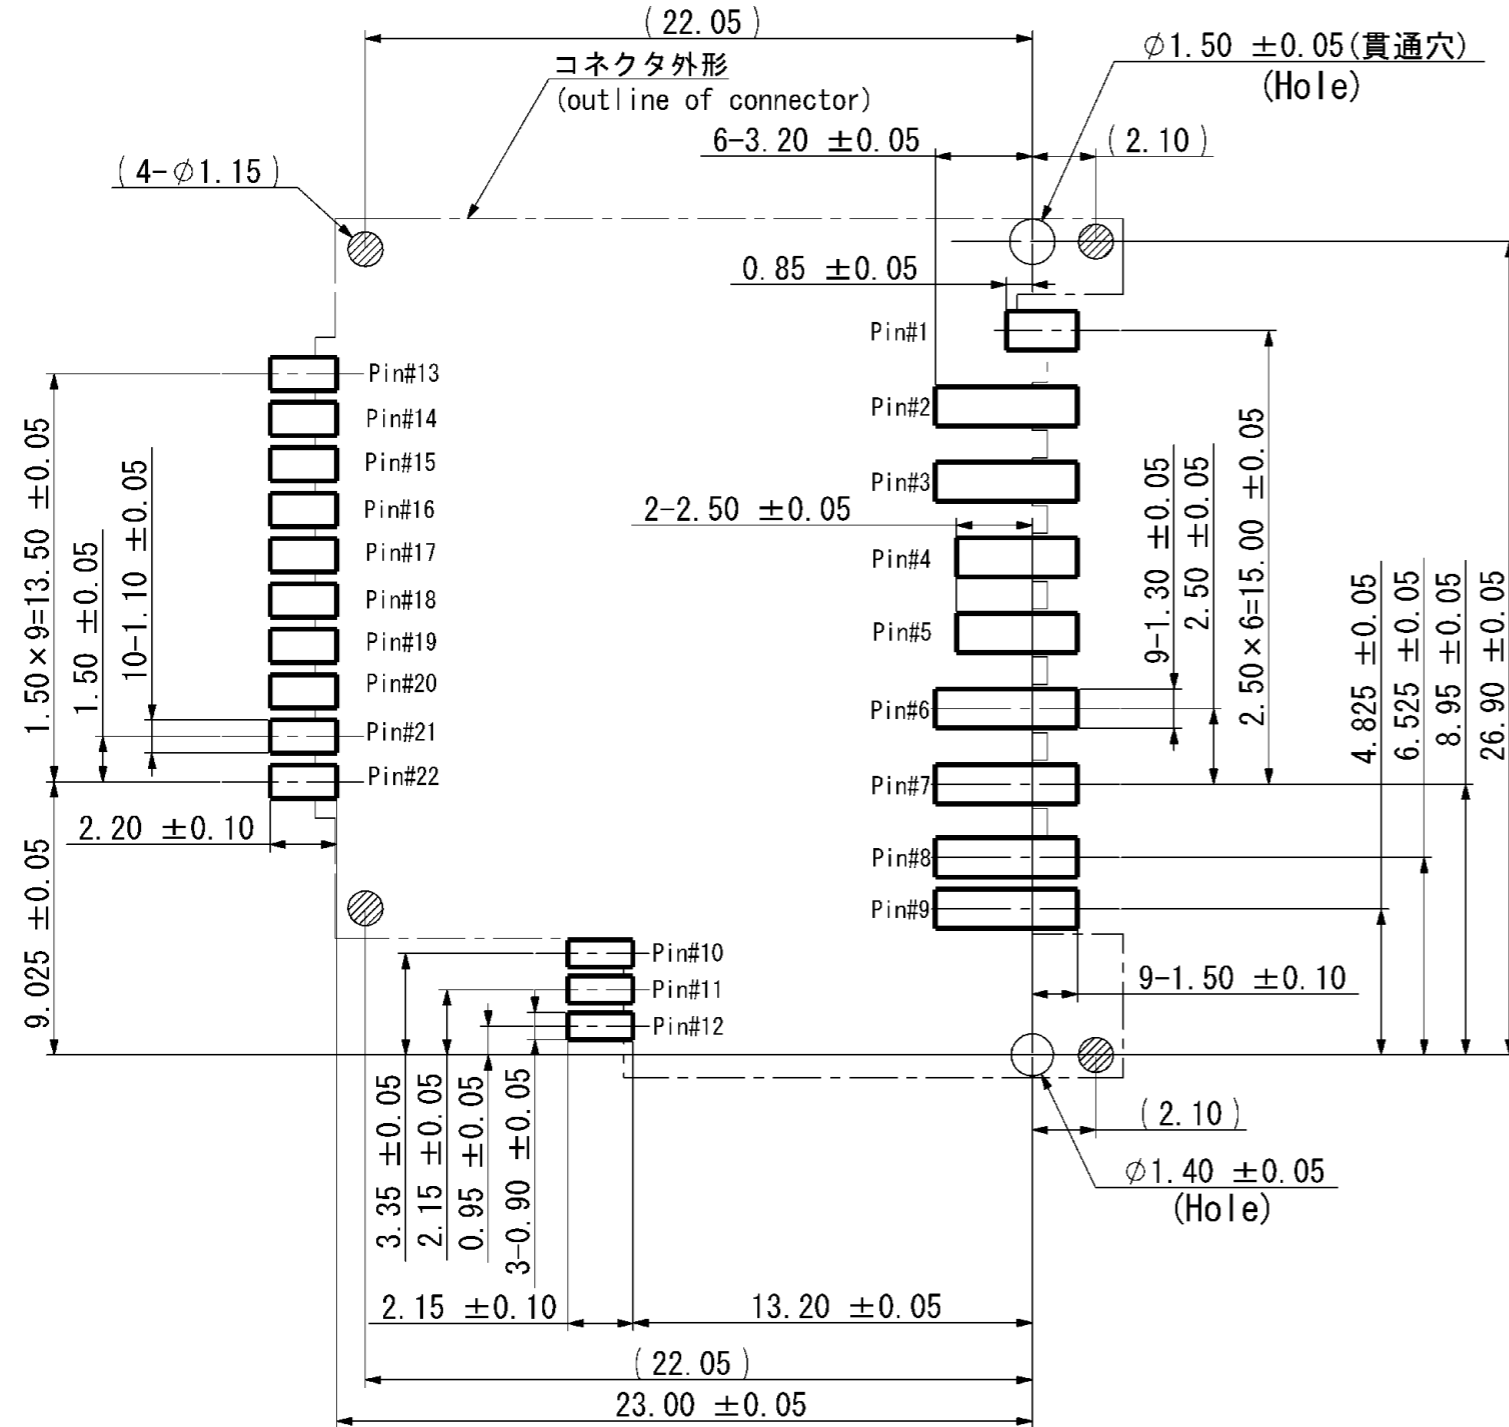 (22.05)
コネクタ外形
(outline of connector)
∅1.50 ±0.05(貫通穴)
(Hole)
6-3.20 ±0.05
(2.10)
(4-∅1.15)
0.85 ±0.05
Pin#1
Pin#13
Pin#2
Pin#14
Pin#15
Pin#3
Pin#16
2-2.50 ±0.05
Pin#17
Pin#4
Pin#18
Pin#5
Pin#19
Pin#20
Pin#6
Pin#21
Pin#22
Pin#7
1.50×9=13.50 ±0.05
1.50 ±0.05
10-1.10 ±0.05
9-1.30 ±0.05
2.50 ±0.05
2.50×6=15.00 ±0.05
4.825 ±0.05
6.525 ±0.05
8.95 ±0.05
26.90 ±0.05
2.20 ±0.10
Pin#8
Pin#9
9.025 ±0.05
Pin#10
9-1.50 ±0.10
Pin#11
Pin#12
3.35 ±0.05
2.15 ±0.05
0.95 ±0.05
3-0.90 ±0.05
(2.10)
∅1.40 ±0.05
(Hole)
2.15 ±0.10
13.20 ±0.05
(22.05)
23.00 ±0.05